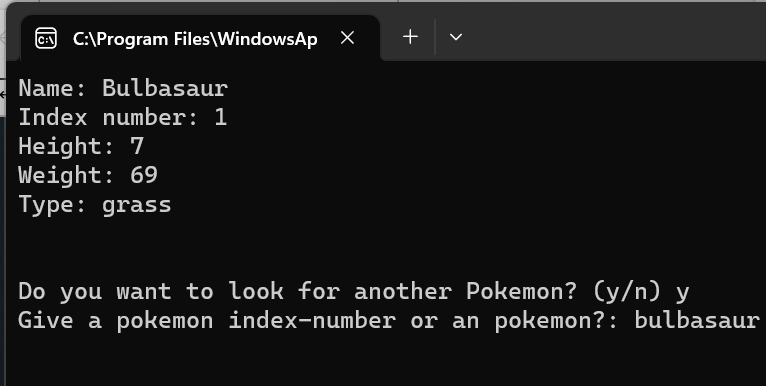 C:\Program Files\WindowsAp
Name: Bulbasaur
Index number: 1
Height: 7
Weight: 69
Type: grass
Do you want to look for another Pokemon? (y/n) y
Give a pokemon index-number or an pokemon?: bulbasaur